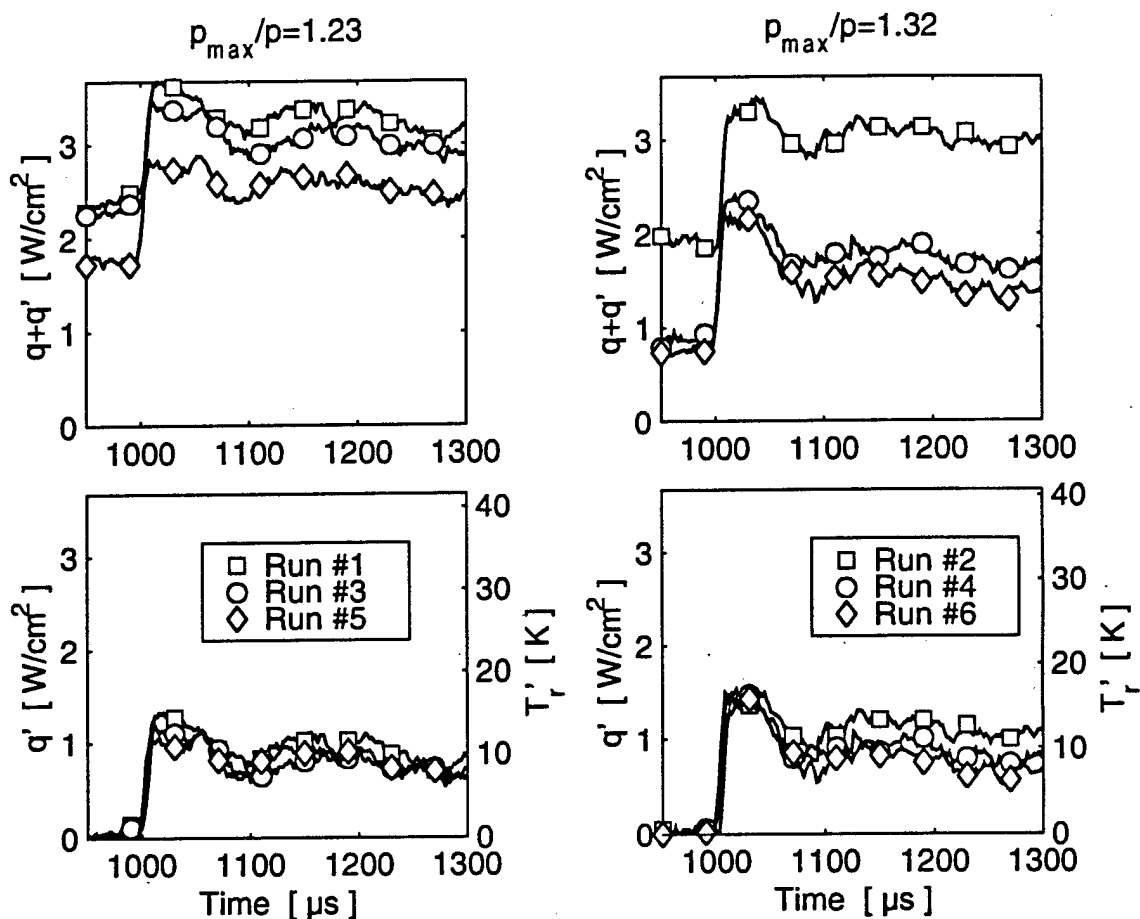 p_max/p=1.23
p_max/p=1.32
q+q' [ W/cm²]
3
2
1
0
1000 1100 1200 1300
q+q' [ W/cm²]
3
2
1
0
1000 1100 1200 1300
q' [ W/cm²]
3
2
1
0
Run #1
Run #3
Run #5
40
30
20
10
0
T_r' [ K]
1000 1100 1200 1300
Time [ µs]
q' [ W/cm²]
3
2
1
0
Run #2
Run #4
Run #6
40
30
20
10
0
T_r' [ K]
1000 1100 1200 1300
Time [ µs]